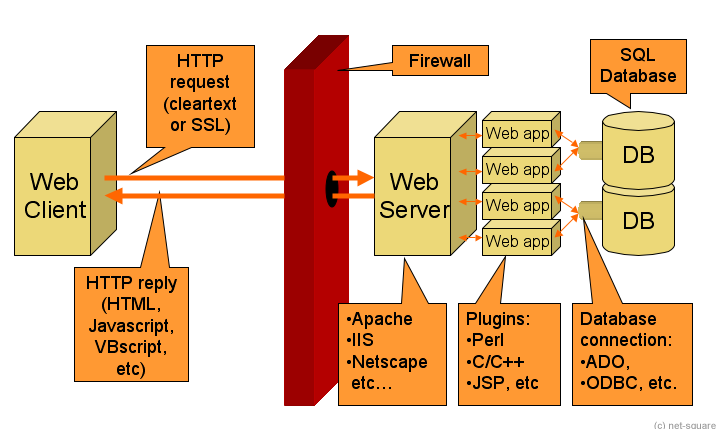 HTTP
request
(cleartext
or SSL)
Firewall
SQL
Database
Web
Client
Web
Server
Web app
Web app
Web app
Web app
DB
DB
HTTP reply
(HTML,
Javascript,
VBscript,
etc)
•Apache
•IIS
•Netscape
etc...
Plugins:
•Perl
•C/C++
•JSP, etc
Database
connection:
•ADO,
•ODBC, etc.
(c) net-square